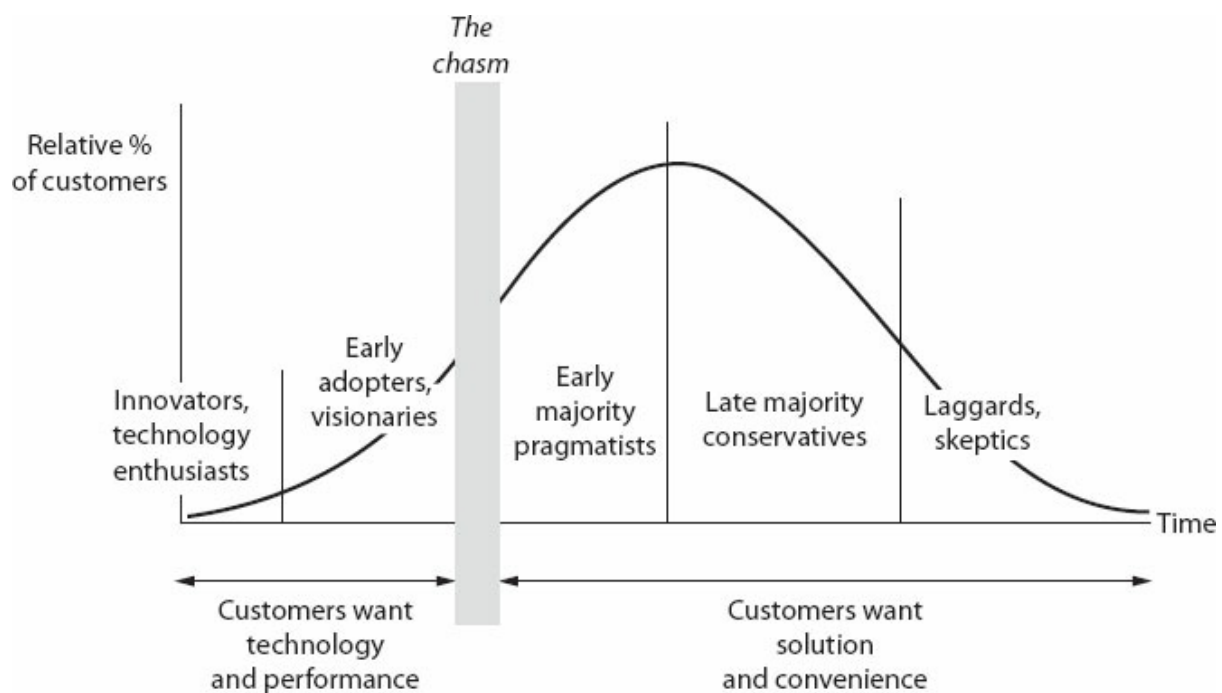 The
chasm
Relative %
of customers
Innovators,
technology
enthusiasts
Early
adopters,
visionaries
Early
majority
pragmatists
Late majority
conservatives
Laggards,
skeptics
Time
Customers want
technology
and performance
Customers want
solution
and convenience